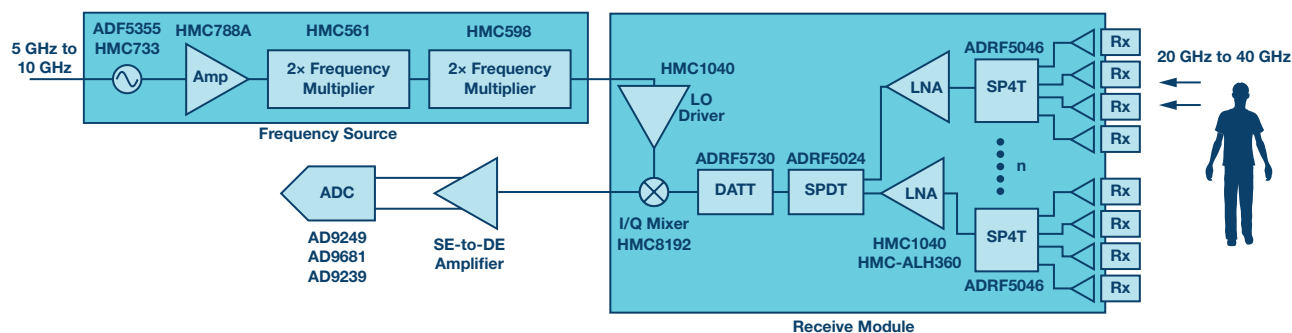 5 GHz to
10 GHz
ADF5355
HMC733
HMC788A
Amp
HMC561
2× Frequency
Multiplier
HMC598
2× Frequency
Multiplier
Frequency Source
HMC1040
LO
Driver
I/Q Mixer
HMC8192
ADRF5730
DATT
ADRF5024
SPDT
LNA
LNA
HMC1040
HMC-ALH360
ADRF5046
SP4T
n
SP4T
ADRF5046
Rx
Rx
Rx
Rx
Rx
Rx
Rx
Rx
20 GHz to 40 GHz
ADC
AD9249
AD9681
AD9239
SE-to-DE
Amplifier
Receive Module